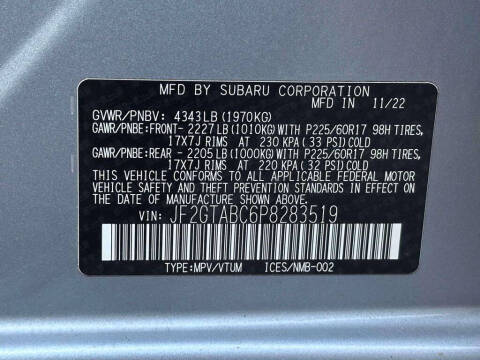 MFD BY SUBARU CORPORATION
MFD IN 11/22
GVWR/PNBV: 4343LB (1970KG)
GAWR/PNBE:FRONT- 2227LB (1010KG) WITH P225/60R17 98H TIRES,
17X7J RIMS AT 230 KPA (33 PSI) COLD
GAWR/PNBE:REAR - 2205LB (1000KG) WITH P225/60R17 98H TIRES,
17X7J RIMS AT 220 KPA (32 PSI) COLD
THIS VEHICLE CONFORMS TO ALL APPLICABLE FEDERAL MOTOR
VEHICLE SAFETY AND THEFT PREVENTION STANDARDS IN EFFECT ON
THE DATE OF MANUFACTURE SHOWN ABOVE.
VIN: JF2GTABC6P8283519
TYPE:MPV/VTUM ICES/NMB-002